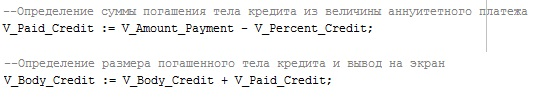 --Определение суммы погашения тела кредита из величины аннуитетного платежа
V_Paid_Credit := V_Amount_Payment - V_Percent_Credit;
--Определение размера погашенного тела кредита и вывод на экран
V_Body_Credit := V_Body_Credit + V_Paid_Credit;